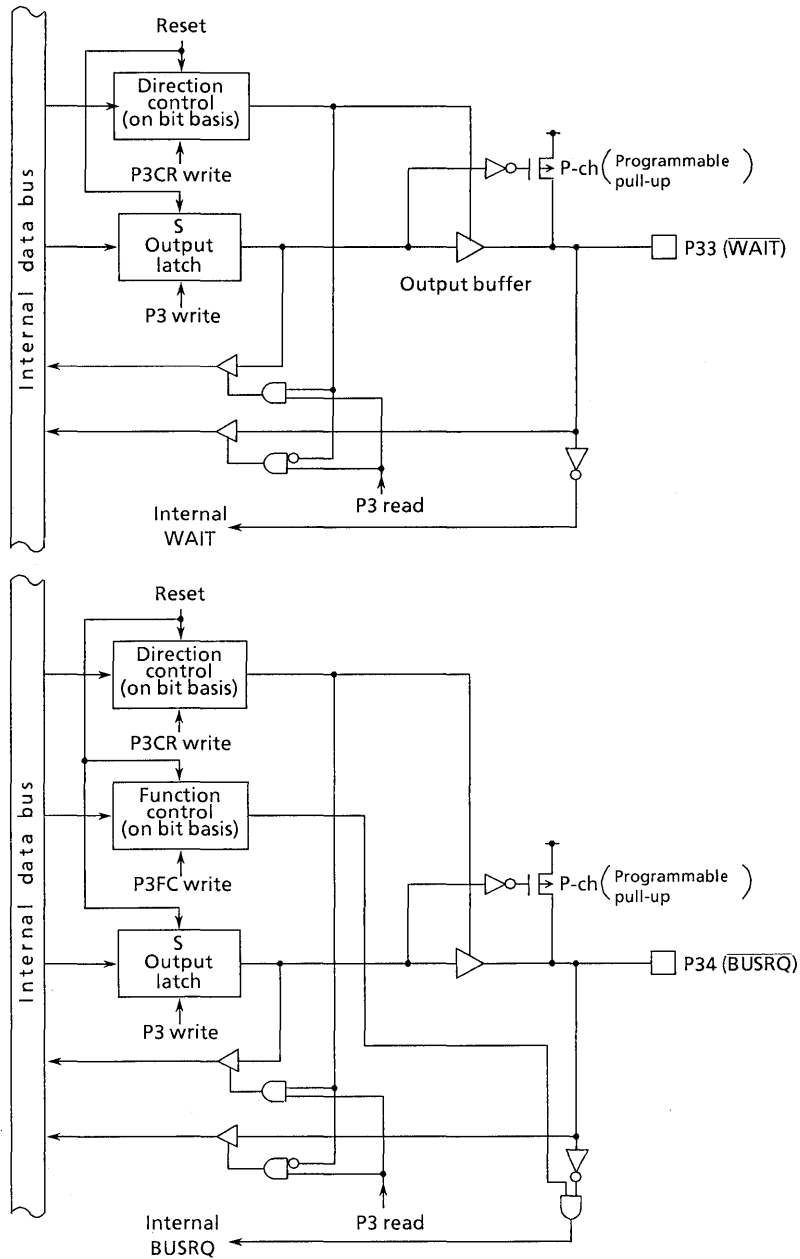 Reset
Direction
control
(on bit basis)
P-ch (Programmable
pull-up)
P3CR write
Internal data bus
S
Output
latch
P33 (WAIT)
Output buffer
P3 write
P3 read
Internal
WAIT
Reset
Direction
control
(on bit basis)
P3CR write
Internal data bus
Function
control
(on bit basis)
P3FC write
P-ch (Programmable
pull-up)
S
Output
latch
P34 (BUSRQ)
P3 write
P3 read
Internal
BUSRQ